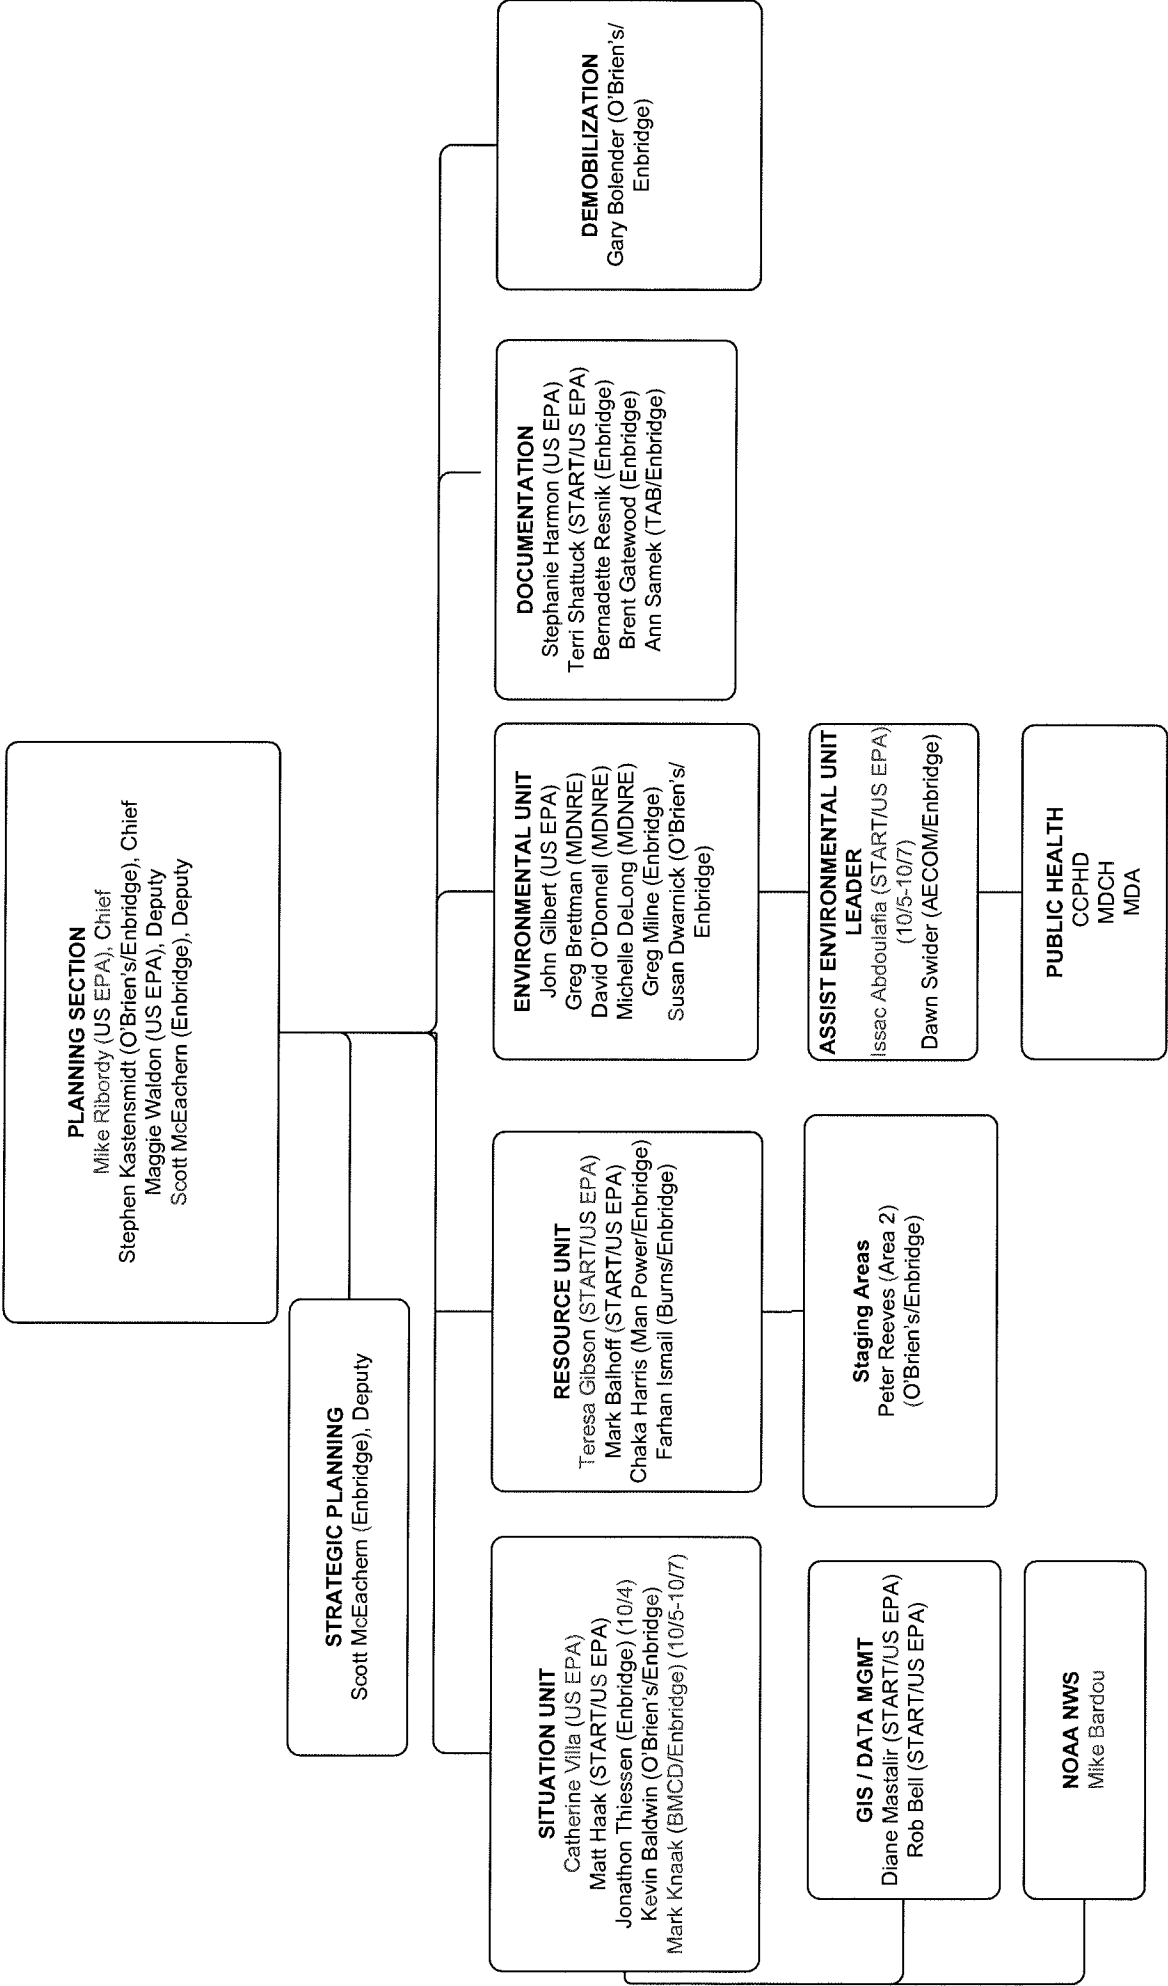 PLANNING SECTION
Mike Ribordy (US EPA), Chief
Stephen Kastensmidt (O'Brien's/Enbridge), Chief
Maggie Waldon (US EPA), Deputy
Scott McEachern (Enbridge), Deputy
STRATEGIC PLANNING
Scott McEachern (Enbridge), Deputy
SITUATION UNIT
Catherine Villa (US EPA)
Matt Haak (START/US EPA)
Jonathon Thiessen (Enbridge) (10/4)
Kevin Baldwin (O'Brien's/Enbridge)
Mark Knaak (BMCD/Enbridge) (10/5-10/7)
GIS / DATA MGMT
Diane Mastalir (START/US EPA)
Rob Bell (START/US EPA)
NOAA NWS
Mike Bardou
RESOURCE UNIT
Teresa Gibson (START/US EPA)
Mark Balhoff (START/US EPA)
Chaka Harris (Man Power/Enbridge)
Farhan Ismail (Burns/Enbridge)
Staging Areas
Peter Reeves (Area 2)
(O'Brien's/Enbridge)
ENVIRONMENTAL UNIT
John Gilbert (US EPA)
Greg Brettman (MDNRE)
David O'Donnell (MDNRE)
Michelle DeLong (MDNRE)
Greg Milne (Enbridge)
Susan Dwarnick (O'Brien's/
Enbridge)
ASSIST ENVIRONMENTAL UNIT
LEADER
Issac Abdoulafia (START/US EPA)
(10/5-10/7)
Dawn Swider (AECOM/Enbridge)
PUBLIC HEALTH
CCPHD
MDCH
MDA
DOCUMENTATION
Stephanie Harmon (US EPA)
Terri Shattuck (START/US EPA)
Bernadette Resnik (Enbridge)
Brent Gatewood (Enbridge)
Ann Samek (TAB/Enbridge)
DEMOBILIZATION
Gary Bolender (O'Brien's/
Enbridge)